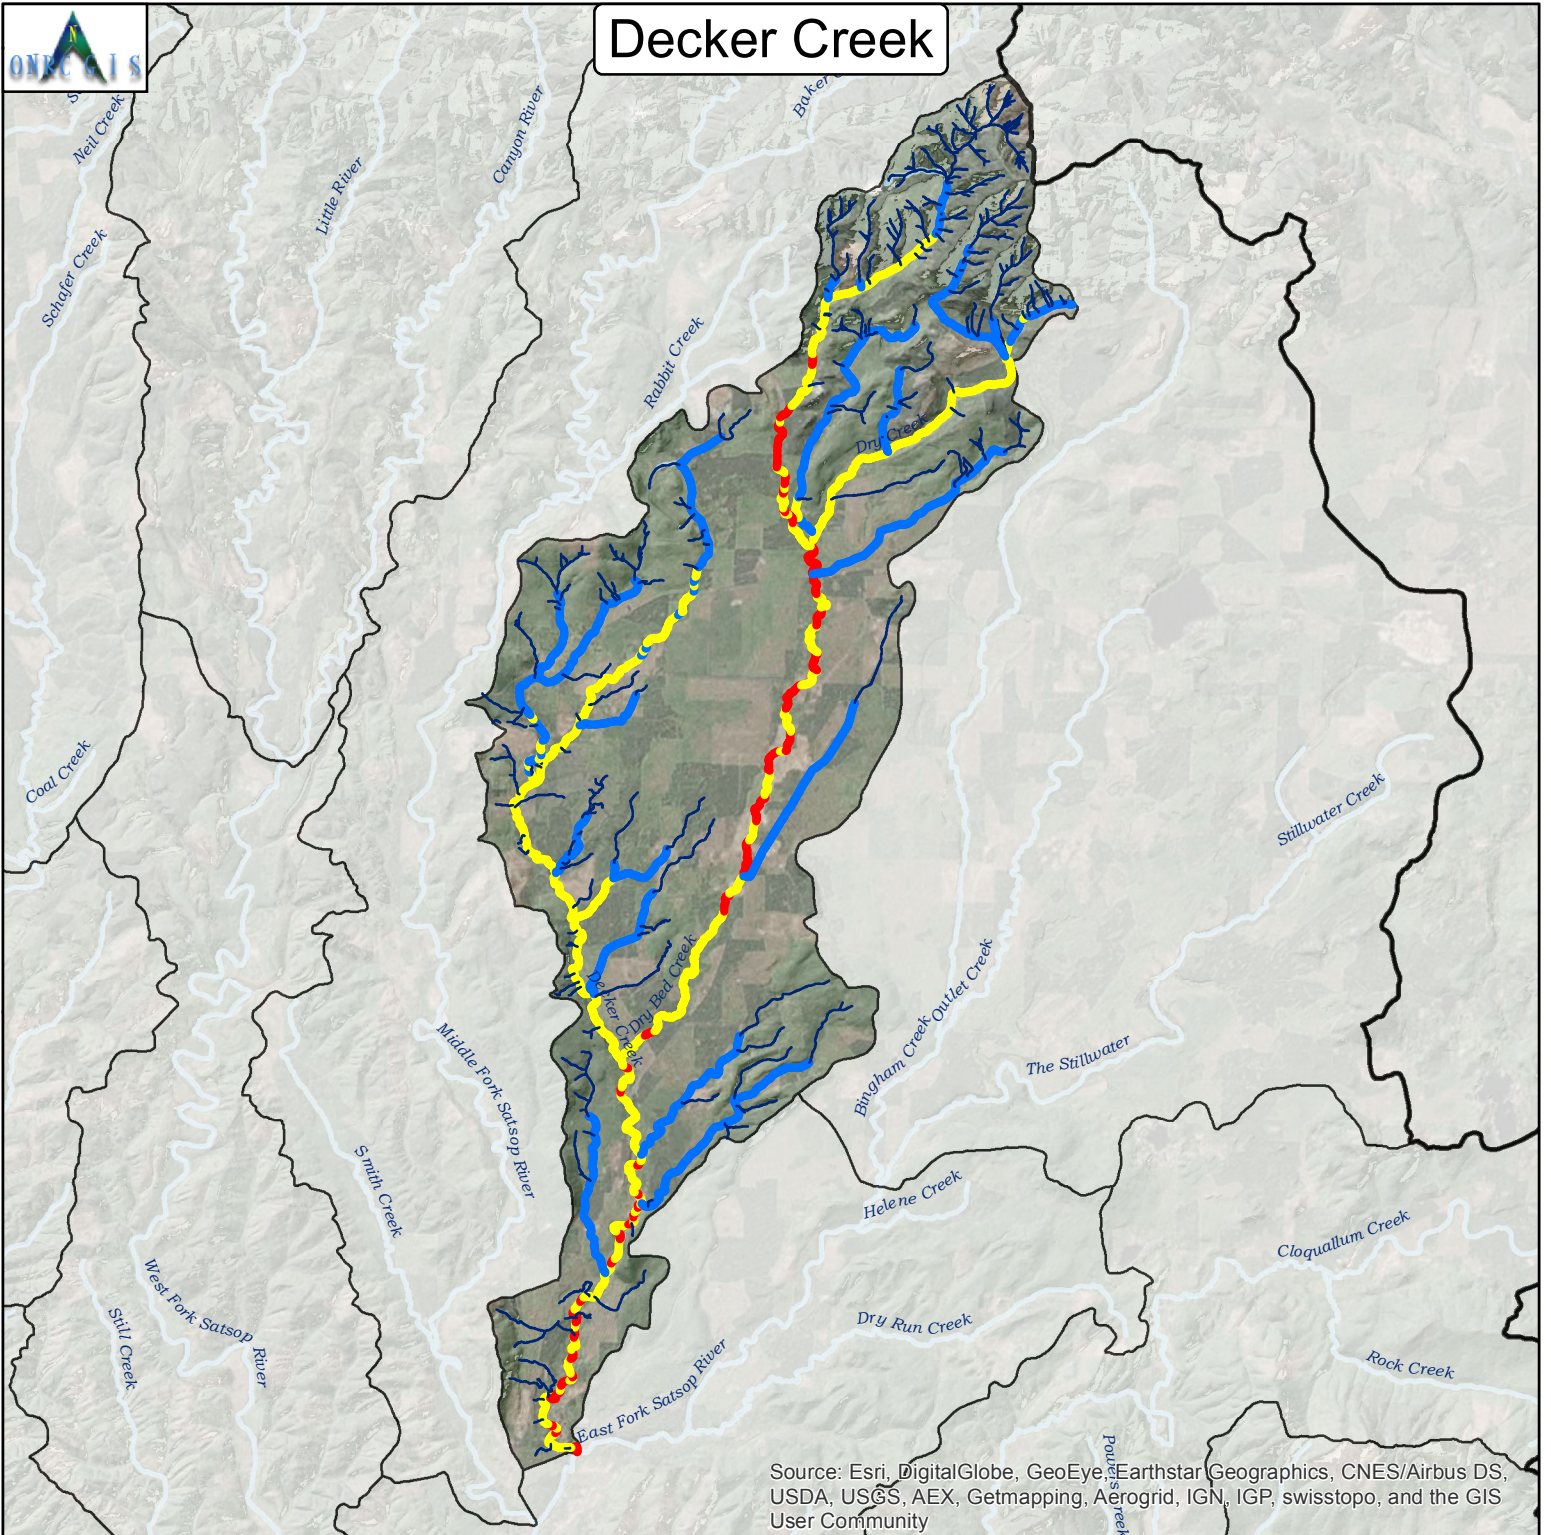 Decker Creek
N
ONRC GIS
Neil Creek
Schafer Creek
Little River
Canyon River
Baker C
Rabbit Creek
Dry Creek
Coal Creek
Stillwater Creek
Decker Creek
Dry Bed Creek
Outlet Creek
Bingham Creek
The Stillwater
Middle Fork Satsop River
Smith Creek
Helene Creek
Cloquallum Creek
West Fork Satsop River
Still Creek
Dry Run Creek
Rock Creek
East Fork Satsop River
Powers Creek
Source: Esri, DigitalGlobe, GeoEye, Earthstar Geographics, CNES/Airbus DS,
USDA, USGS, AEX, Getmapping, Aerogrid, IGN, IGP, swisstopo, and the GIS
User Community